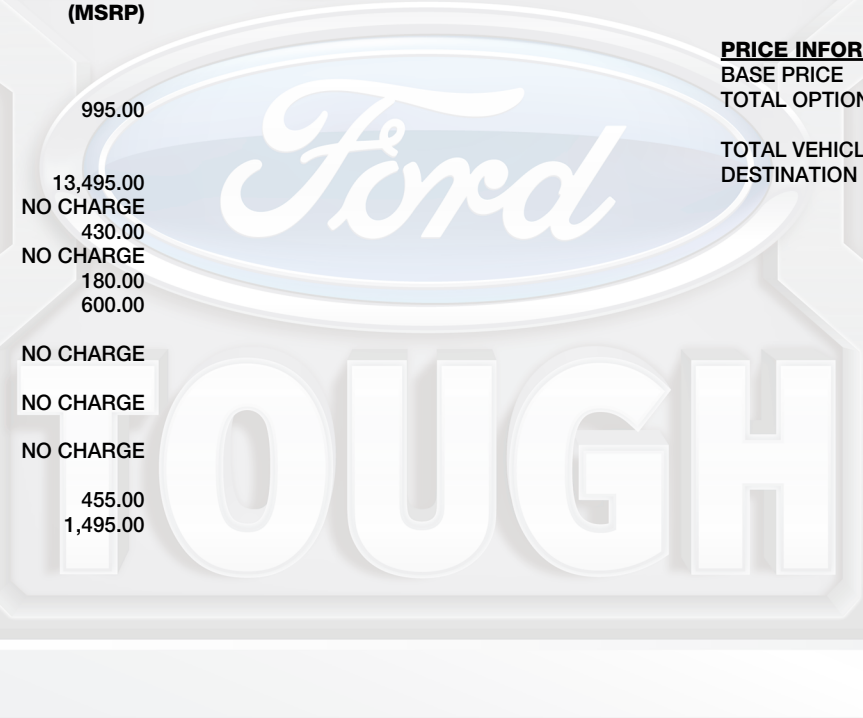 (MSRP)
995.00
13,495.00
NO CHARGE
430.00
NO CHARGE
180.00
600.00
NO CHARGE
NO CHARGE
NO CHARGE
455.00
1,495.00
PRICE INFOR
BASE PRICE
TOTAL OPTION
TOTAL VEHICL
DESTINATION
Ford
TOUGH